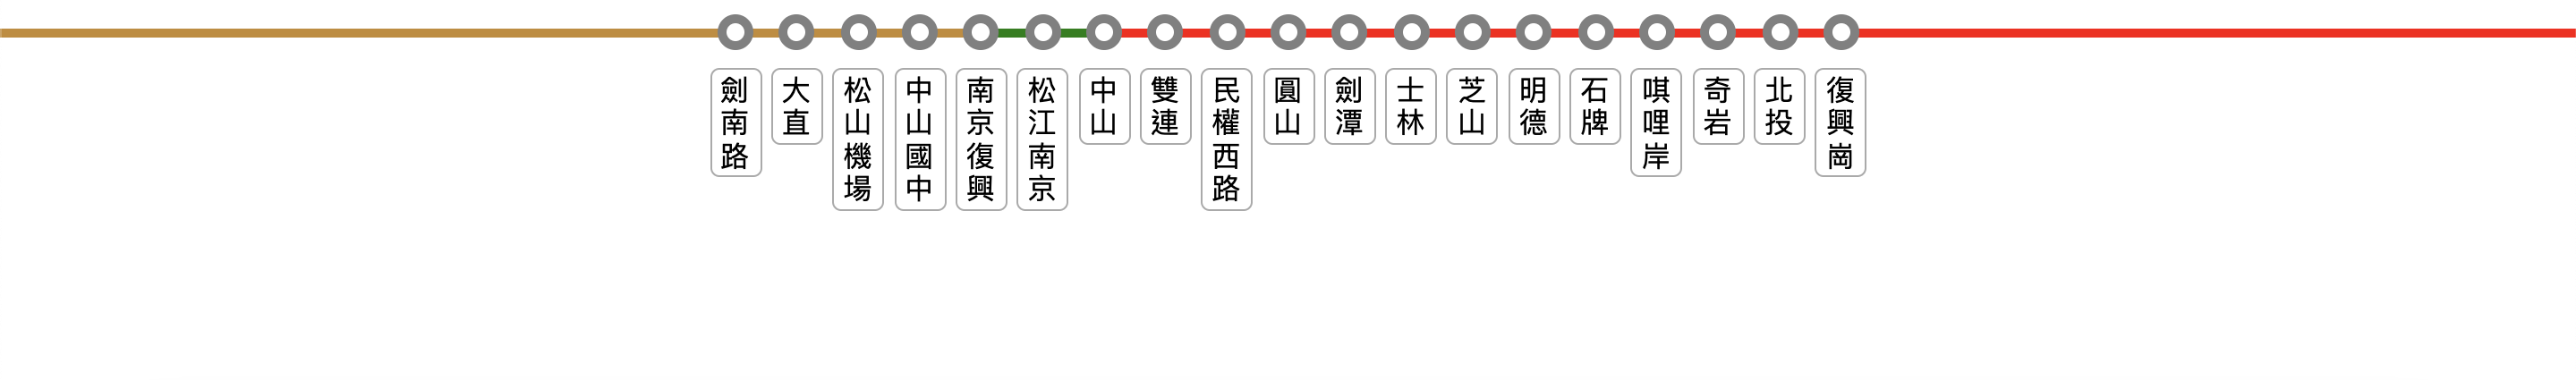 劍南路
大直
松山機場
中山國中
南京復興
松江南京
中山
雙連
民權西路
圓山
劍潭
士林
芝山
明德
石牌
唭哩岸
奇岩
北投
復興崗